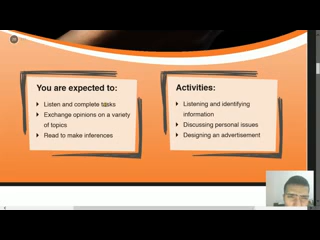 You are expected to:
Listen and complete tasks
Exchange opinions on a variety
of topics
Read to make inferences
Activities:
Listening and identifying
information
Discussing personal issues
Designing an advertisement